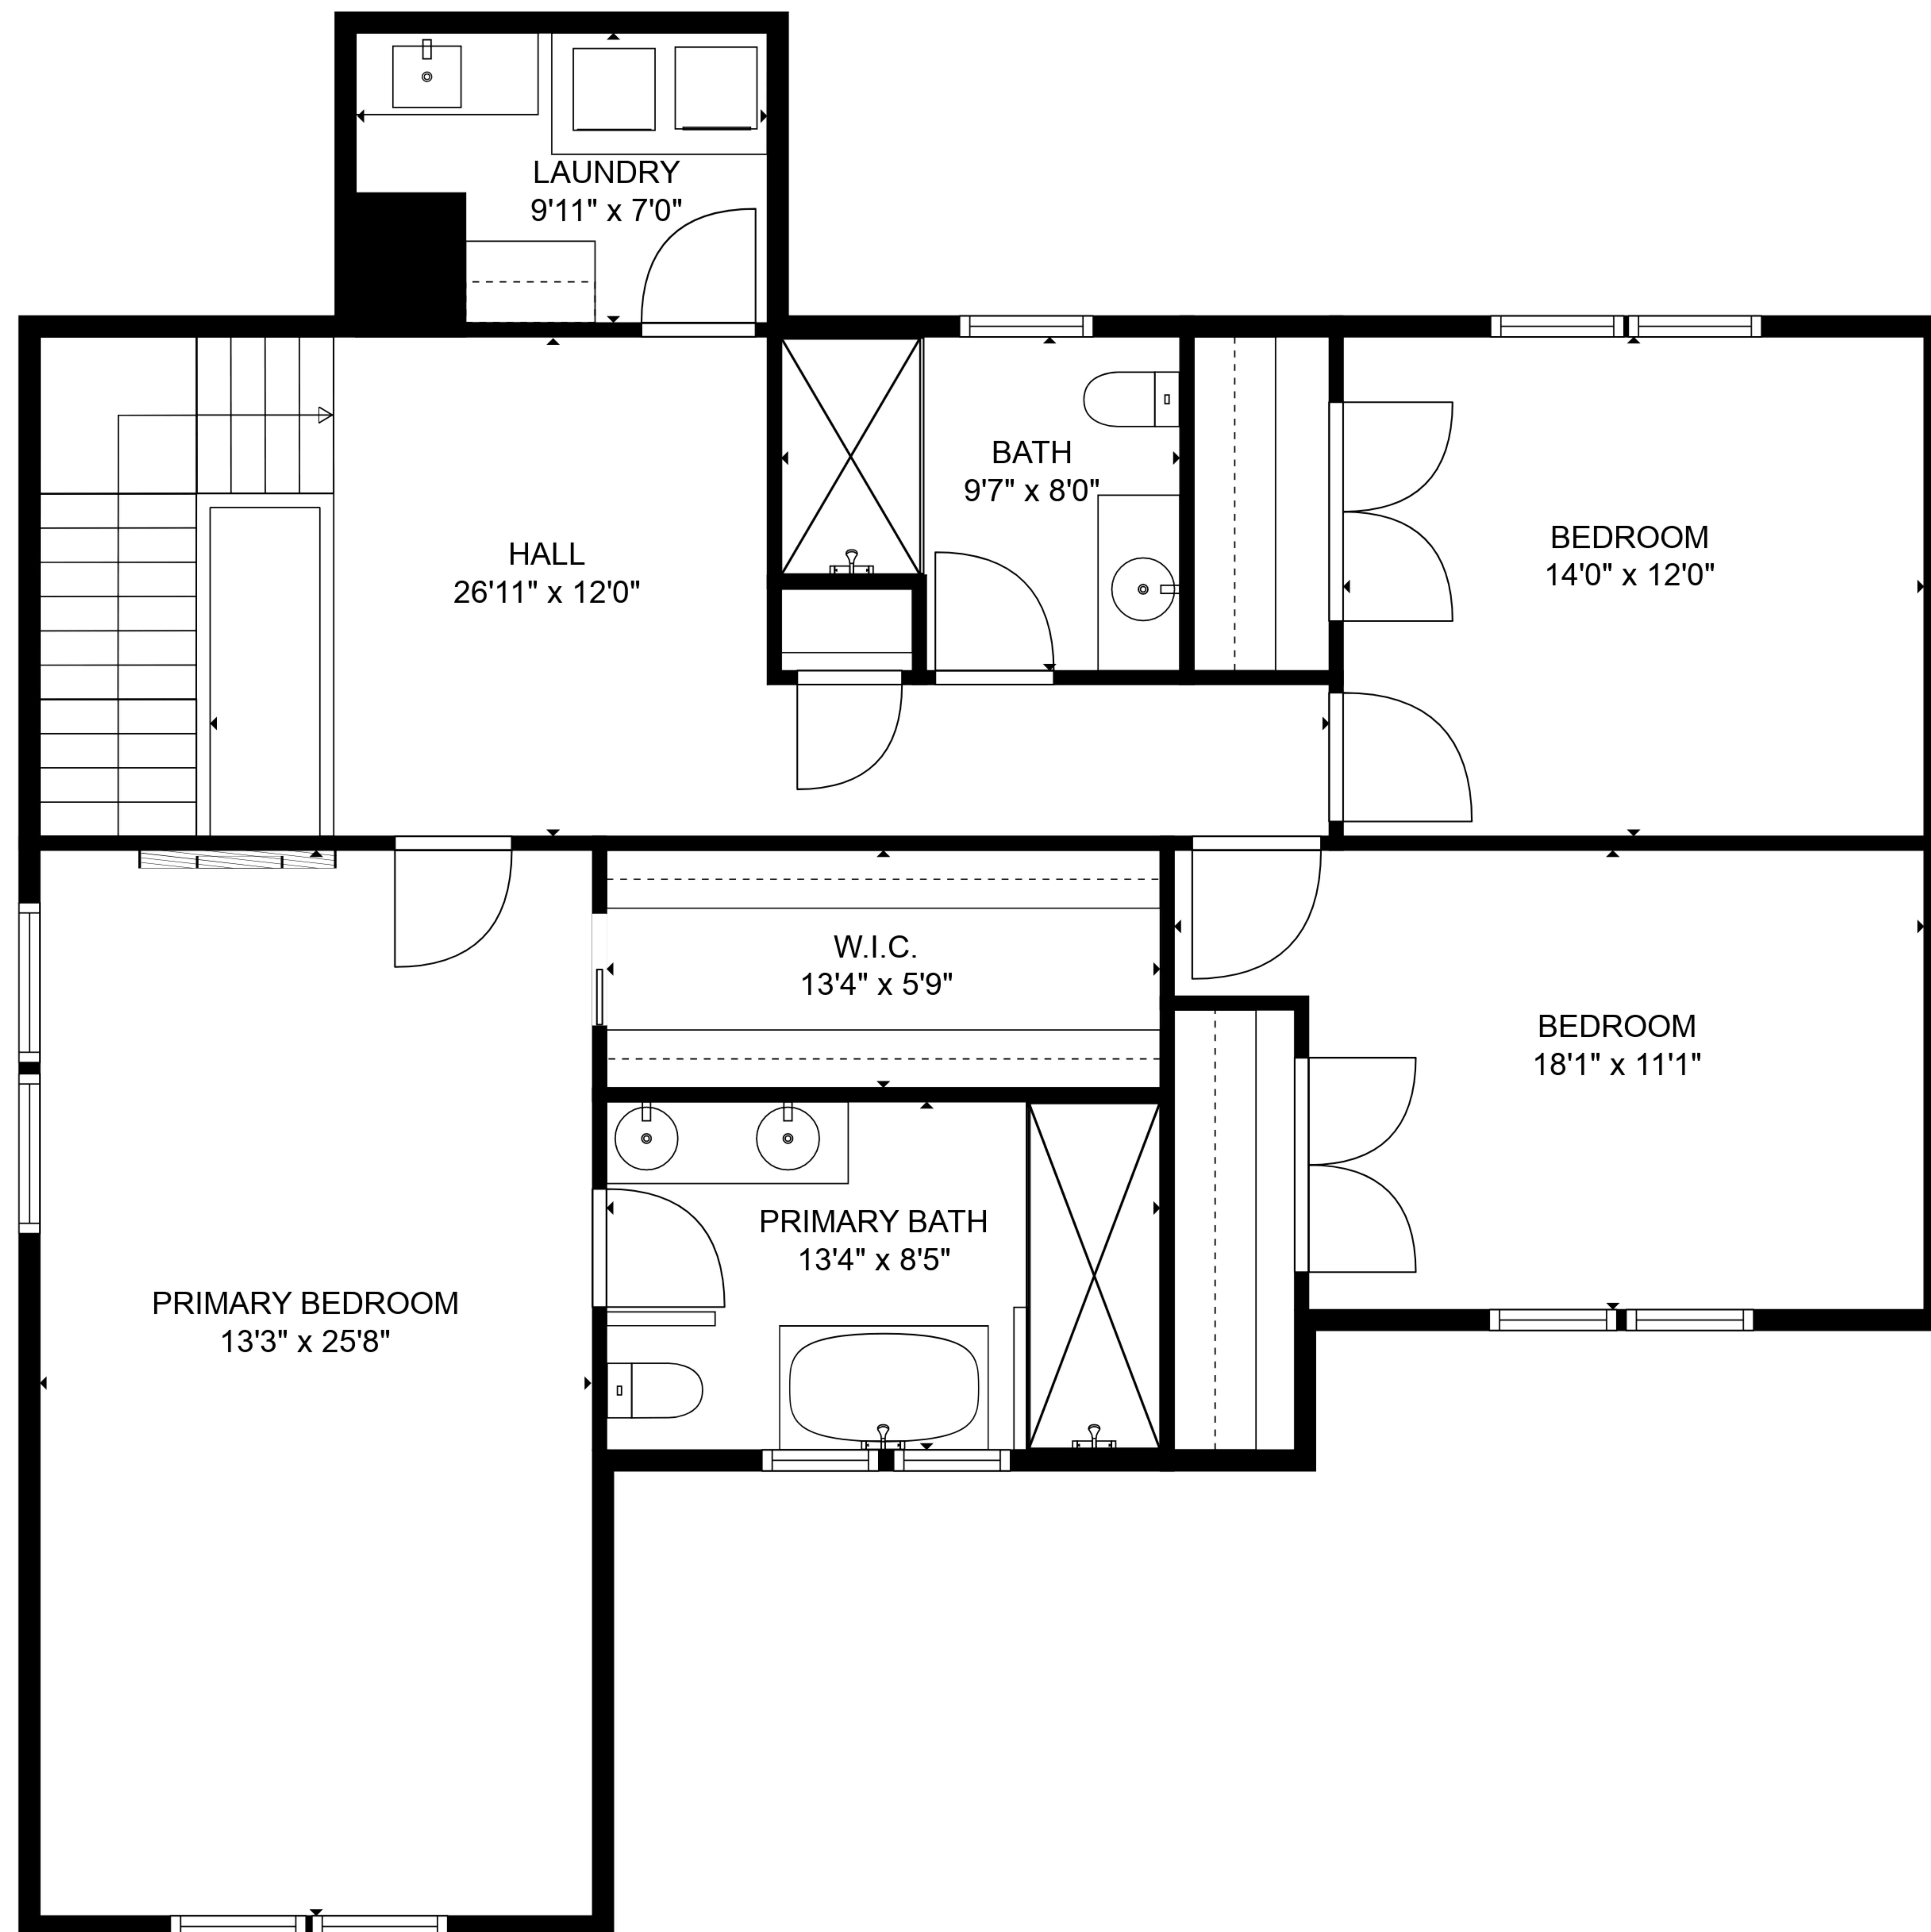 LAUNDRY
9'11" x 7'0"
BATH
9'7" x 8'0"
HALL
26'11" x 12'0"
BEDROOM
14'0" x 12'0"
W.I.C.
13'4" x 5'9"
BEDROOM
18'1" x 11'1"
PRIMARY BATH
13'4" x 8'5"
PRIMARY BEDROOM
13'3" x 25'8"